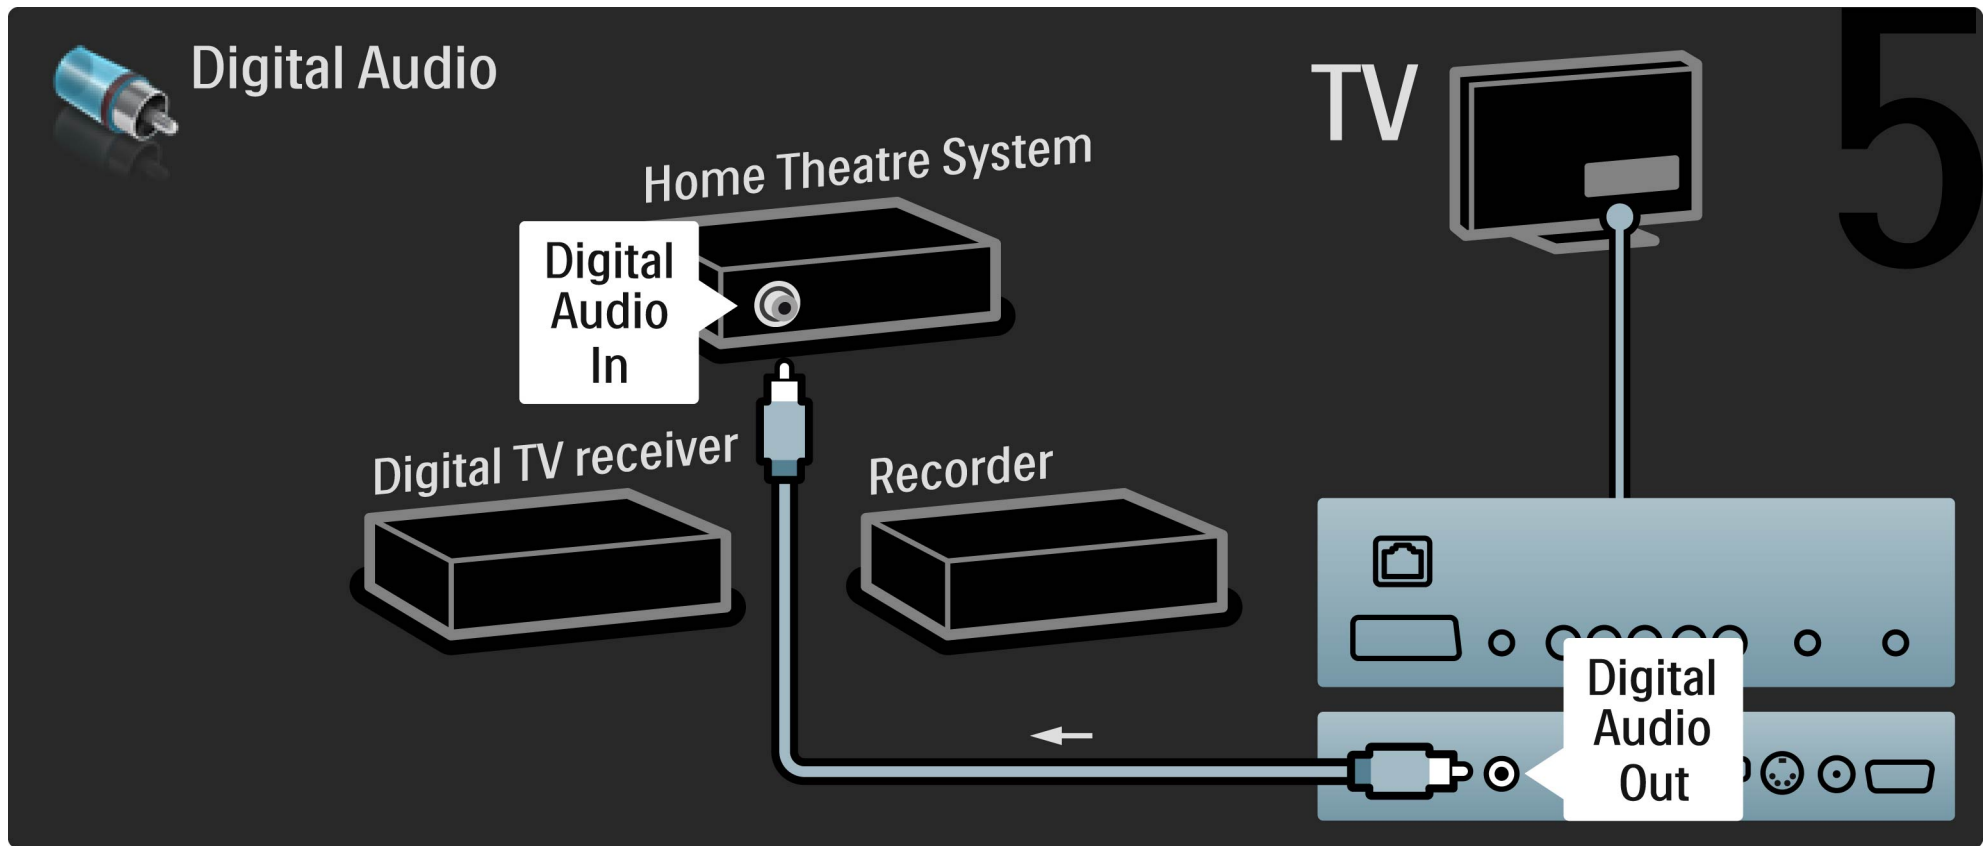 Digital Audio
TV
5
Home Theatre System
Digital
Audio
In
Digital TV receiver
Recorder
Digital
Audio
Out